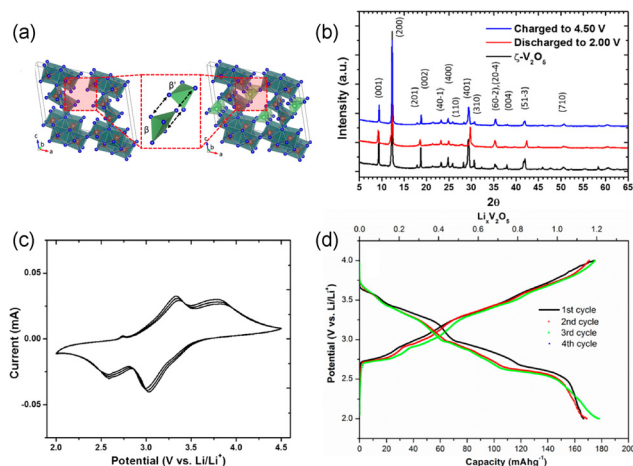 (a)
β'
β
c
b
a
c
b
a
(b)
Intensity (a.u.)
Charged to 4.50 V
Discharged to 2.00 V
ζ-V₂O₅
(001)
(200)
(201)
(002)
(40-1)
(400)
(110)
(401)
(310)
(60-2),(20-4)
(004)
(51-3)
(710)
5 10 15 20 25 30 35 40 45 50 55 60 65
2θ
(c)
Current (mA)
0.05
0.00
-0.05
2.0 2.5 3.0 3.5 4.0 4.5
Potential (V vs. Li/Li⁺)
(d)
LiₓV₂O₅
0.0 0.2 0.4 0.6 0.8 1.0 1.2
Potential (V vs. Li/Li⁺)
4.0
3.5
3.0
2.5
2.0
1st cycle
2nd cycle
3rd cycle
4th cycle
0 20 40 60 80 100 120 140 160 180 200
Capacity (mAhg⁻¹)